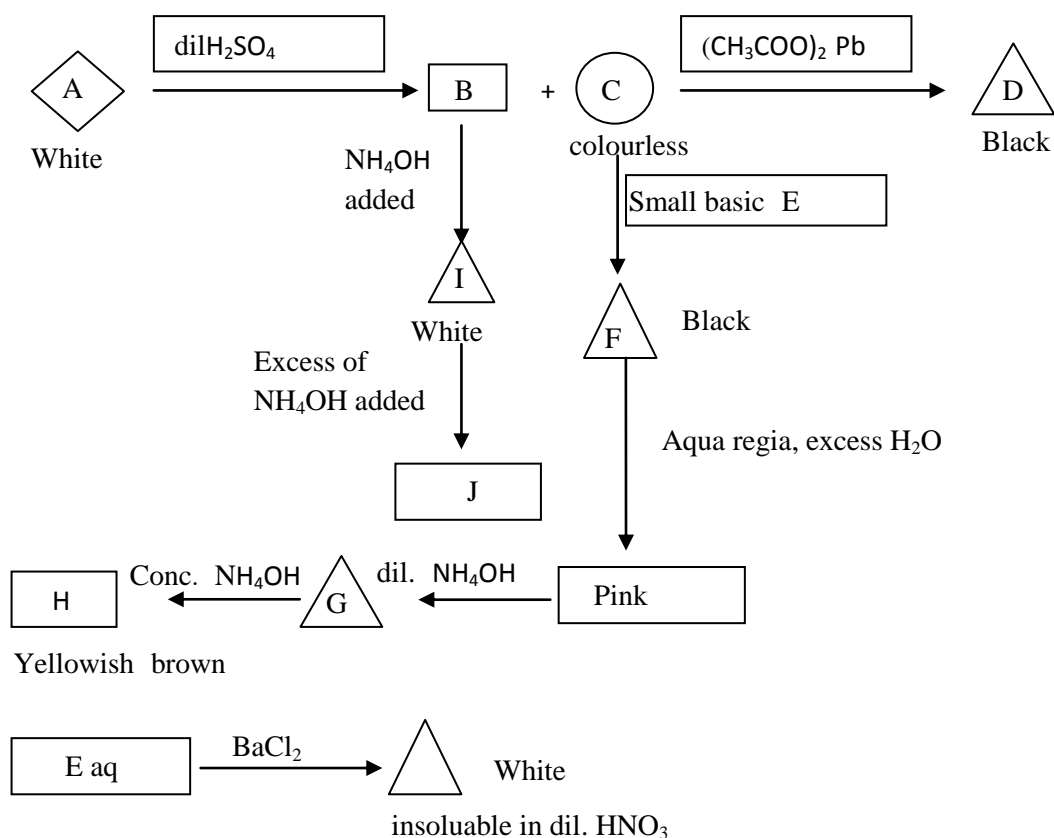 dilH₂SO₄
(CH₃COO)₂ Pb
A
B
+
C
D
White
colourless
Black
NH₄OH
added
Small basic E
I
White
F
Black
Excess of
NH₄OH added
Aqua regia, excess H₂O
J
H
Conc. NH₄OH
G
dil. NH₄OH
Pink
Yellowish brown
E aq
BaCl₂
White
insoluable in dil. HNO₃